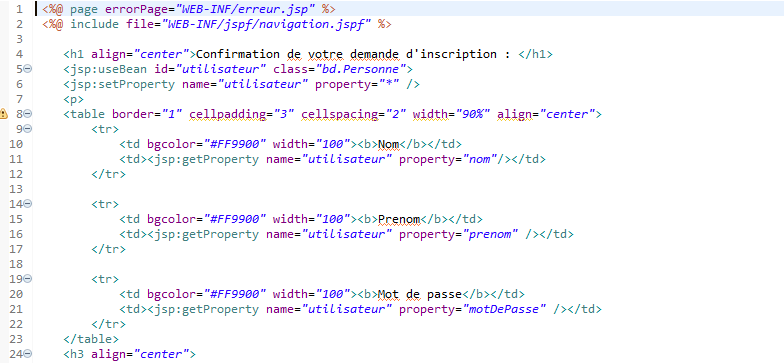 1 <%@ page errorPage="WEB-INF/erreur.jsp" %>
2 <%@ include file="WEB-INF/jspf/navigation.jspf" %>
3
4 <h1 align="center">Confirmation de votre demande d'inscription : </h1>
5 <jsp:useBean id="utilisateur" class="bd.Personne">
6 <jsp:setProperty name="utilisateur" property="*" />
7 <p>
8 <table border="1" cellpadding="3" cellspacing="2" width="90%" align="center">
9 <tr>
10 <td bgcolor="#FF9900" width="100"><b>Nom</b></td>
11 <td><jsp:getProperty name="utilisateur" property="nom"/></td>
12 </tr>
13
14 <tr>
15 <td bgcolor="#FF9900" width="100"><b>Prenom</b></td>
16 <td><jsp:getProperty name="utilisateur" property="prenom" /></td>
17 </tr>
18
19 <tr>
20 <td bgcolor="#FF9900" width="100"><b>Mot de passe</b></td>
21 <td><jsp:getProperty name="utilisateur" property="motDePasse" /></td>
22 </tr>
23 </table>
24 <h3 align="center">